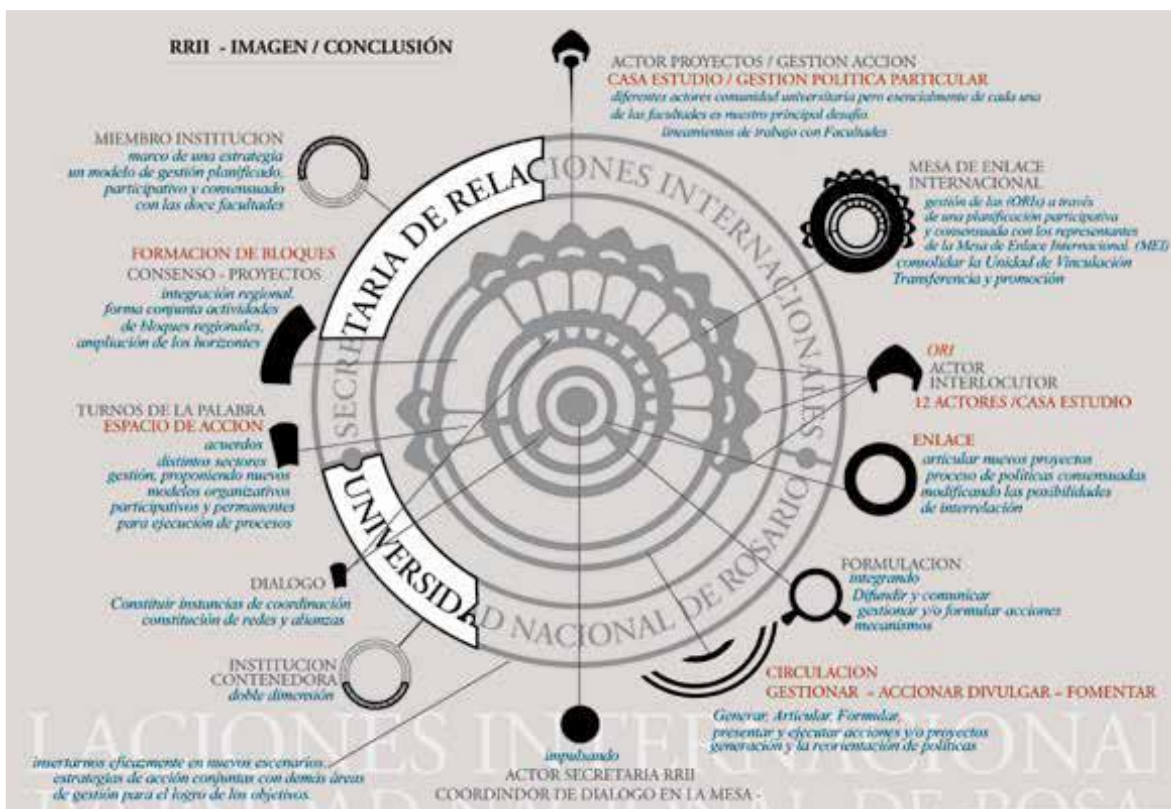 RRII - IMAGEN / CONCLUSIÓN
ACTOR PROYECTOS / GESTION ACCION
CASA ESTUDIO / GESTION POLITICA PARTICULAR
diferentes actores comunidad universitaria pero esencialmente de cada una
de las facultades es nuestro principal desafío.
lineamientos de trabajo con Facultades
MIEMBRO INSTITUCION
marco de una estrategia
un modelo de gestión planificado,
participativo y consensuado
con las doce facultades
MESA DE ENLACE
INTERNACIONAL
gestión de las (ORIs) a través
de una planificación participativa
y consensuada con los representantes
de la Mesa de Enlace Internacional. (MEI)
consolidar la Unidad de Vinculación
Transferencia y promoción
FORMACION DE BLOQUES
CONSENSO - PROYECTOS
integración regional.
forma conjunta actividades
de bloques regionales,
ampliación de los horizontes
SECRETARIA DE RELACIONES INTERNACIONALES
UNIVERSIDAD NACIONAL DE ROSARIO
ORI
ACTOR
INTERLOCUTOR
12 ACTORES /CASA ESTUDIO
TURNOS DE LA PALABRA
ESPACIO DE ACCION
acuerdos
distintos sectores
gestión, proponiendo nuevos
modelos organizativos
participativos y permanentes
para ejecución de procesos
ENLACE
articular nuevos proyectos
proceso de políticas consensuadas
modificando las posibilidades
de interrelación
DIALOGO
Constituir instancias de coordinación
constitución de redes y alianzas
FORMULACION
integrando
Difundir y comunicar
gestionar y/o formular acciones
mecanismos
INSTITUCION
CONTENEDORA
doble dimensión
CIRCULACION
GESTIONAR - ACCIONAR DIVULGAR - FOMENTAR
Generar, Articular, Formular,
presentar y ejecutar acciones y/o proyectos
generación y la reorientación de políticas
insertarnos eficazmente en nuevos escenarios.
estrategias de acción conjuntas con demás áreas
de gestión para el logro de los objetivos.
impulsando
ACTOR SECRETARIA RRII
COORDINDOR DE DIALOGO EN LA MESA -
LACIONES INTERNACIONAL